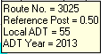 Route No. = 3025
Reference Post = 0.50
Local ADT = 55
ADT Year = 2013